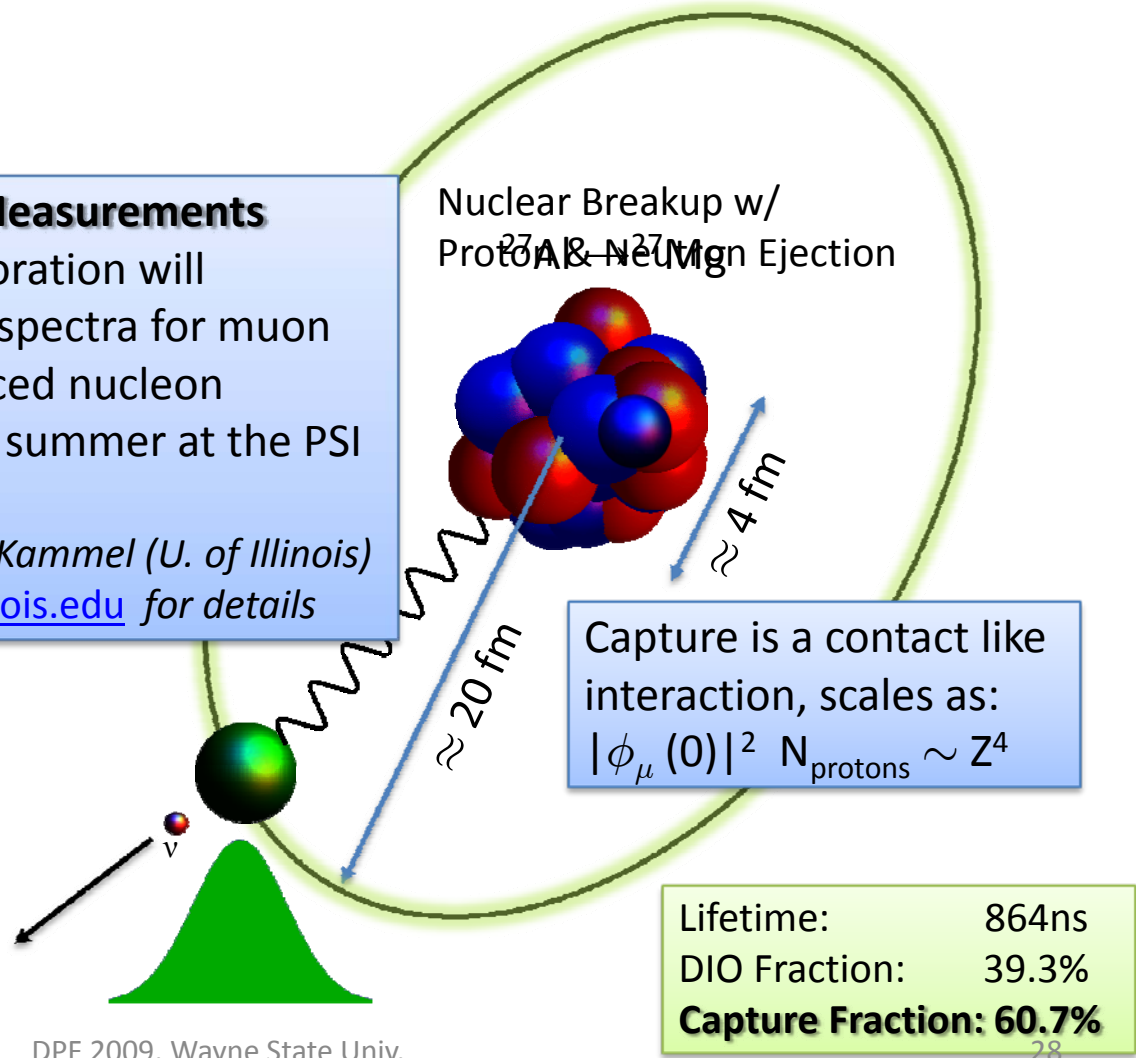 Measurements
oration will
spectra for muon
ced nucleon
summer at the PSI
Kammel (U. of Illinois)
ois.edu for details
Nuclear Breakup w/
Proton & Neutron Ejection
²⁷Al → ²⁷Mg
≈ 4 fm
≈ 20 fm
Capture is a contact like
interaction, scales as:
|ϕμ (0)|² Nprotons ∼ Z⁴
ν
Lifetime: 864ns
DIO Fraction: 39.3%
Capture Fraction: 60.7%
DPF 2009, Wayne State Univ.
28